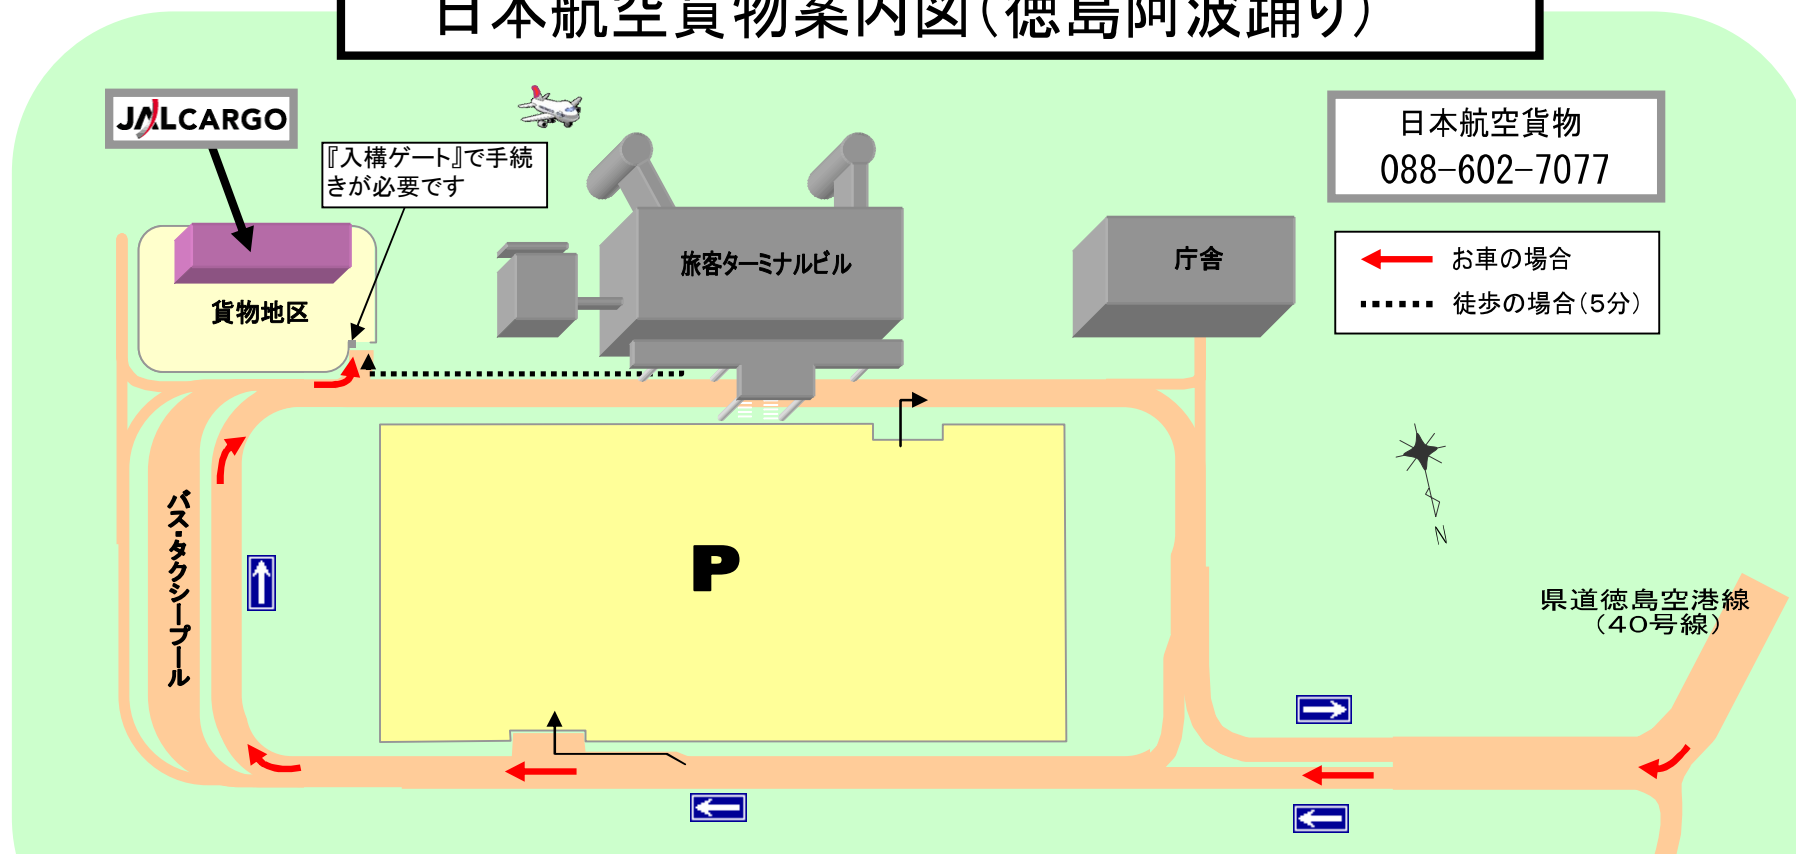 日本航空貨物案内図(徳島阿波踊り)
JALCARGO
『入構ゲート』で手続
きが必要です
日本航空貨物
088-602-7077
お車の場合
徒歩の場合(5分)
旅客ターミナルビル
庁舎
貨物地区
バス・タクシープール
P
N
県道徳島空港線
(40号線)